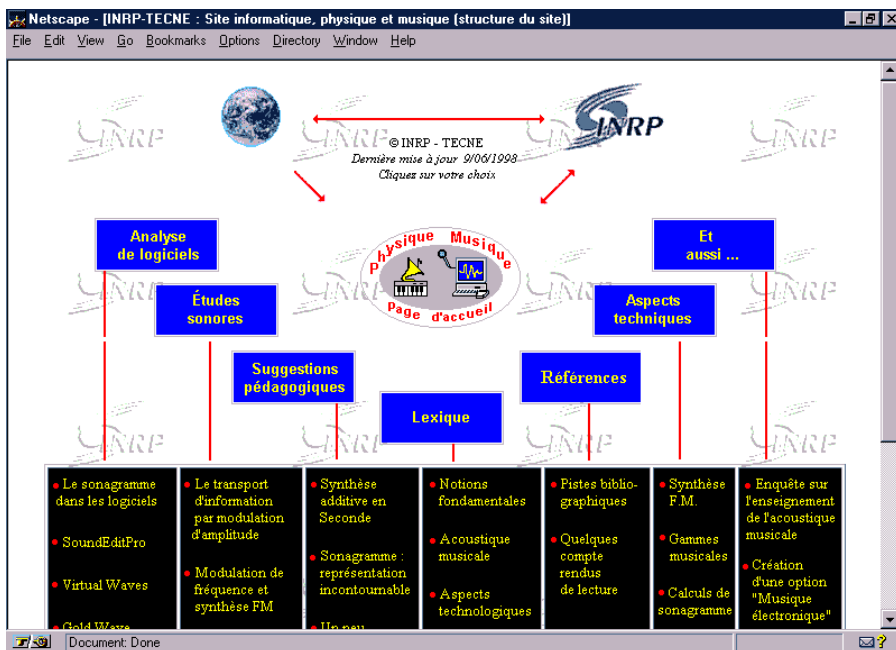 Netscape - [INRP-TECNE : Site informatique, physique et musique (structure du site)]
File Edit View Go Bookmarks Options Directory Window Help
INRP
© INRP - TECNE
Dernière mise à jour 9/06/1998
Cliquez sur votre choix
Physique Musique
Page d'accueil
Analyse
de logiciels
Études
sonores
Suggestions
pédagogiques
Lexique
Références
Aspects
techniques
Et
aussi ...
• Le sonagramme
dans les logiciels
• SoundEditPro
• Virtual Waves
• Gold Wave
• Le transport
d'information
par modulation
d'amplitude
• Modulation de
fréquence et
synthèse FM
• Synthèse
additive en
Seconde
• Sonagramme :
représentation
incontournable
• Un peu
• Notions
fondamentales
• Acoustique
musicale
• Aspects
technologiques
• Pistes biblio-
graphiques
• Quelques
compte
rendus
de lecture
• Synthèse
F.M.
• Gammes
musicales
• Calculs de
sonagramme
• Enquête sur
l'enseignement
de l'acoustique
musicale
• Création
d'une option
"Musique
électronique"
Document: Done